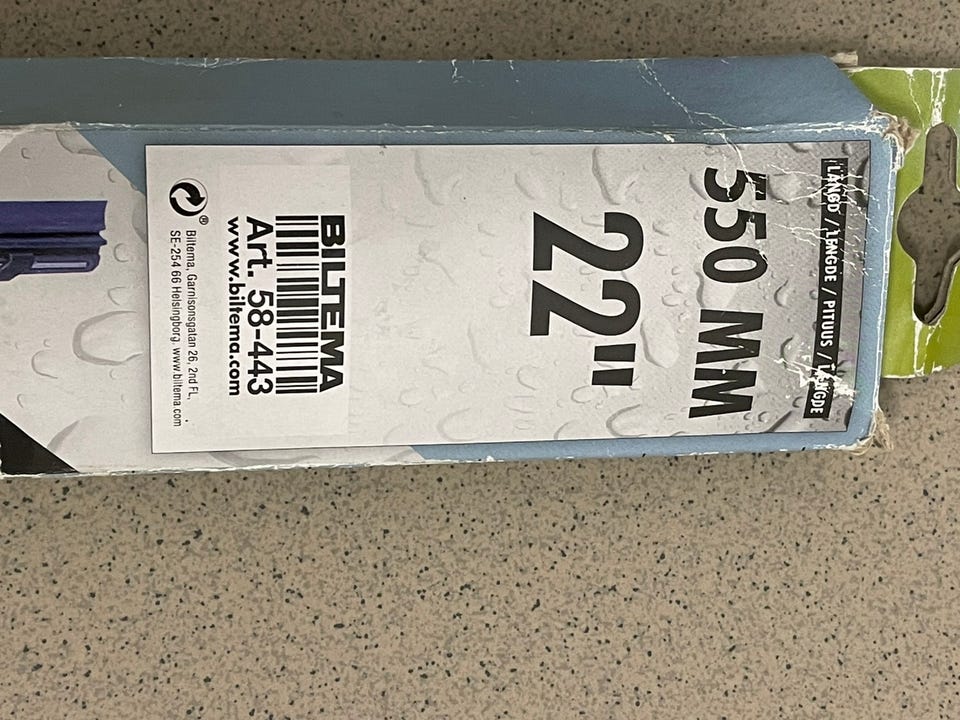 LÄNGD / LENGDE / PITUUS / LÆNGDE
550 MM
22"
BILTEMA
Art. 58-443
www.biltema.com
®
Biltema, Garnisonsgatan 26, 2nd FL,
SE-254 66 Helsingborg. www.biltema.com